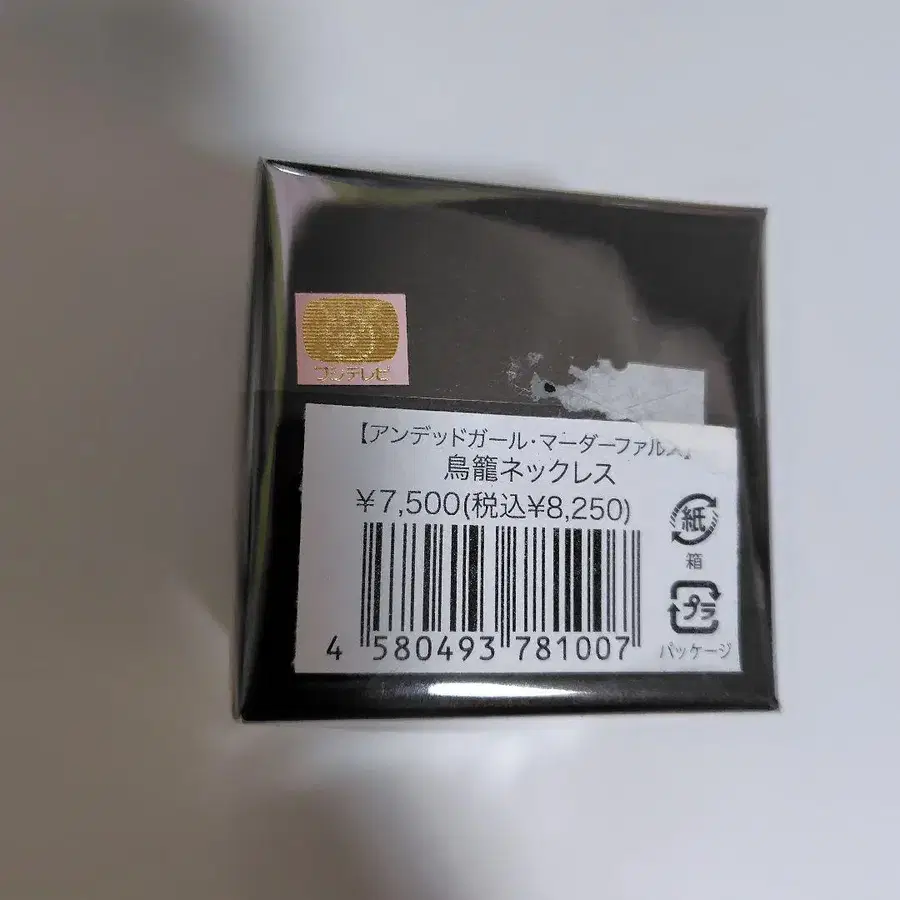 フジテレビ
【アンデッドガール・マーダーファルス】
鳥籠ネックレス
¥7,500(税込¥8,250)
紙
箱
プラ
パッケージ
4 580493 781007